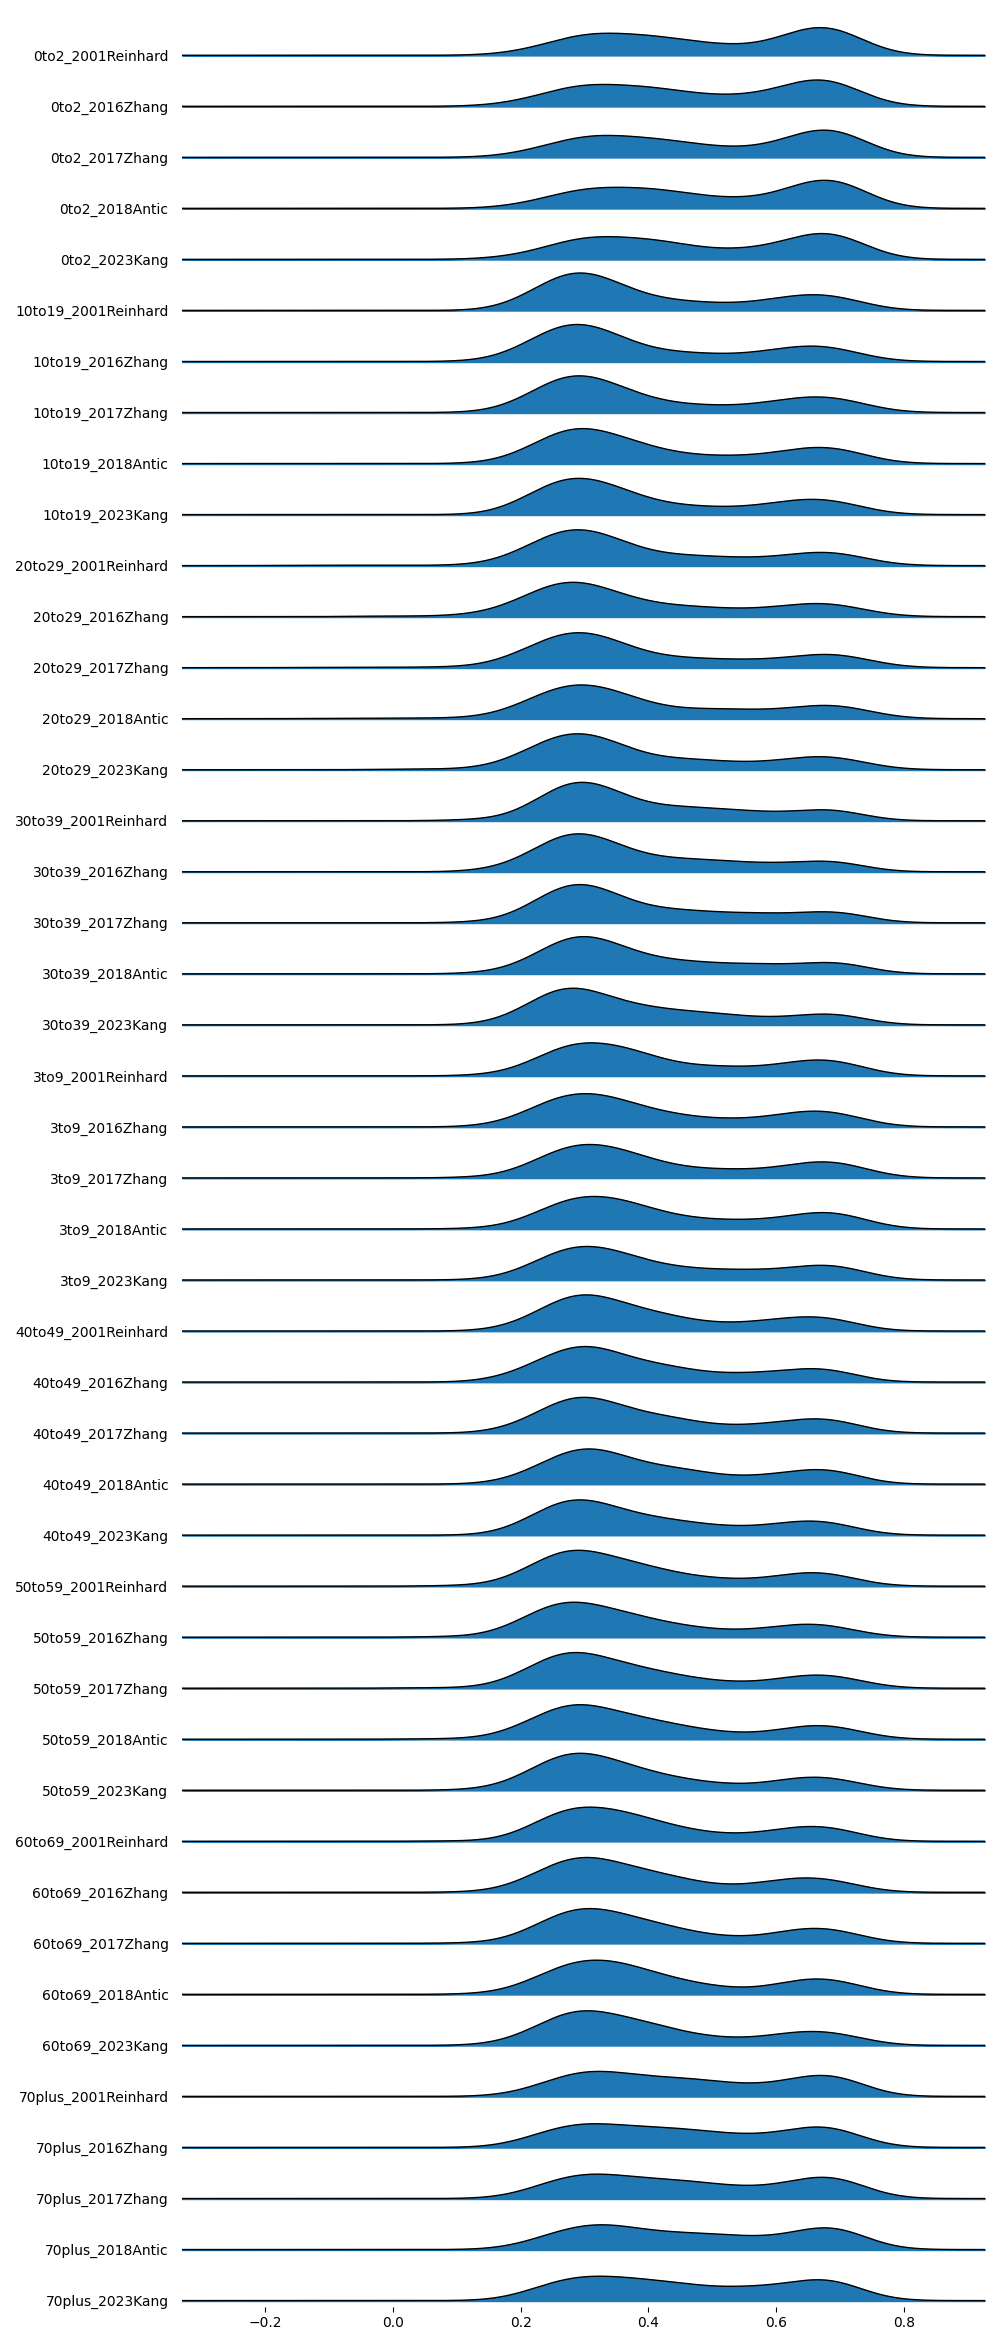 0to2_2001Reinhard
0to2_2016Zhang
0to2_2017Zhang
0to2_2018Antic
0to2_2023Kang
10to19_2001Reinhard
10to19_2016Zhang
10to19_2017Zhang
10to19_2018Antic
10to19_2023Kang
20to29_2001Reinhard
20to29_2016Zhang
20to29_2017Zhang
20to29_2018Antic
20to29_2023Kang
30to39_2001Reinhard
30to39_2016Zhang
30to39_2017Zhang
30to39_2018Antic
30to39_2023Kang
3to9_2001Reinhard
3to9_2016Zhang
3to9_2017Zhang
3to9_2018Antic
3to9_2023Kang
40to49_2001Reinhard
40to49_2016Zhang
40to49_2017Zhang
40to49_2018Antic
40to49_2023Kang
50to59_2001Reinhard
50to59_2016Zhang
50to59_2017Zhang
50to59_2018Antic
50to59_2023Kang
60to69_2001Reinhard
60to69_2016Zhang
60to69_2017Zhang
60to69_2018Antic
60to69_2023Kang
70plus_2001Reinhard
70plus_2016Zhang
70plus_2017Zhang
70plus_2018Antic
70plus_2023Kang
−0.2 0.0 0.2 0.4 0.6 0.8